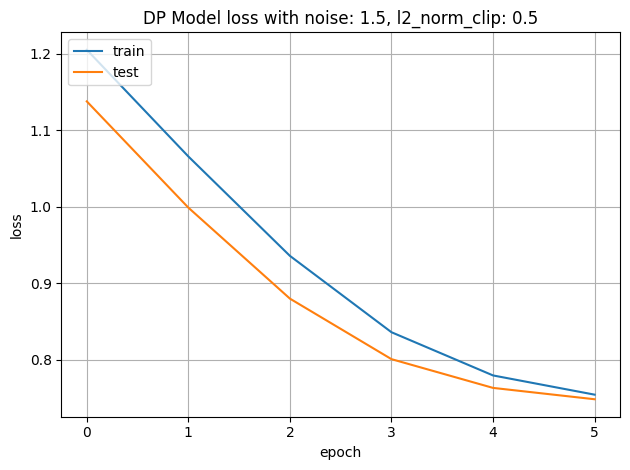 DP Model loss with noise: 1.5, l2_norm_clip: 0.5
train
test
1.2
1.1
1.0
0.9
0.8
loss
0 1 2 3 4 5
epoch